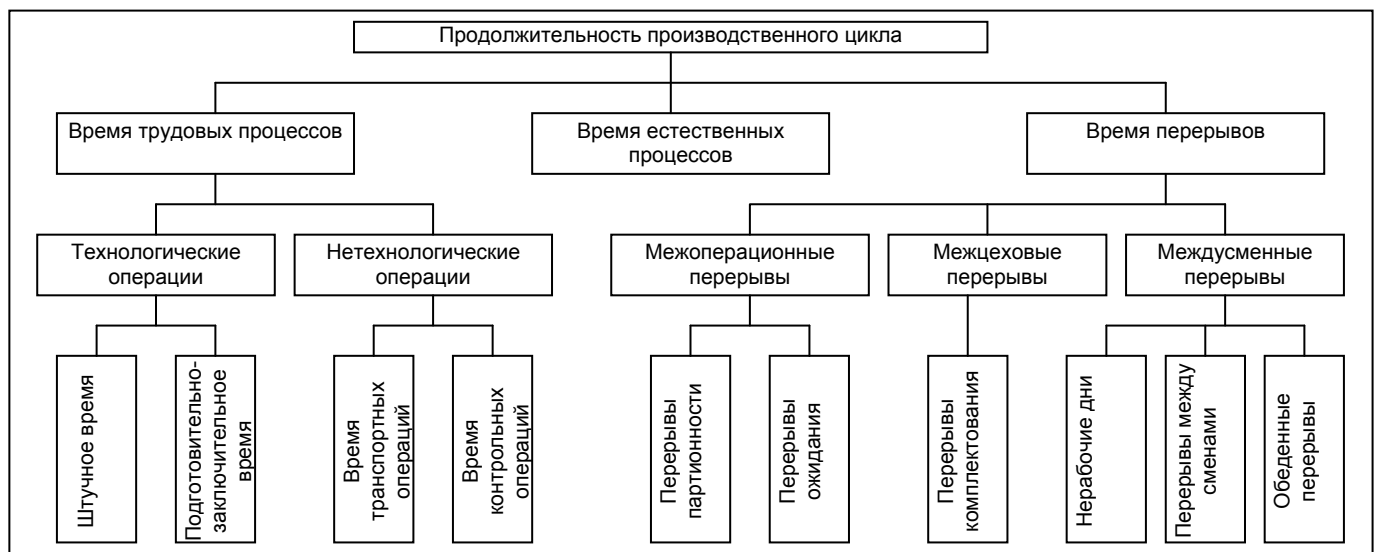 Продолжительность производственного цикла
Время трудовых процессов
Время естественных
процессов
Время перерывов
Технологические
операции
Нетехнологические
операции
Межоперационные
перерывы
Межцеховые
перерывы
Междусменные
перерывы
Штучное время
Подготовительно-
заключительное
время
Время
транспортных
операций
Время
контрольных
операций
Перерывы
партионности
Перерывы
ожидания
Перерывы
комплектования
Нерабочие дни
Перерывы между
сменами
Обеденные
перерывы